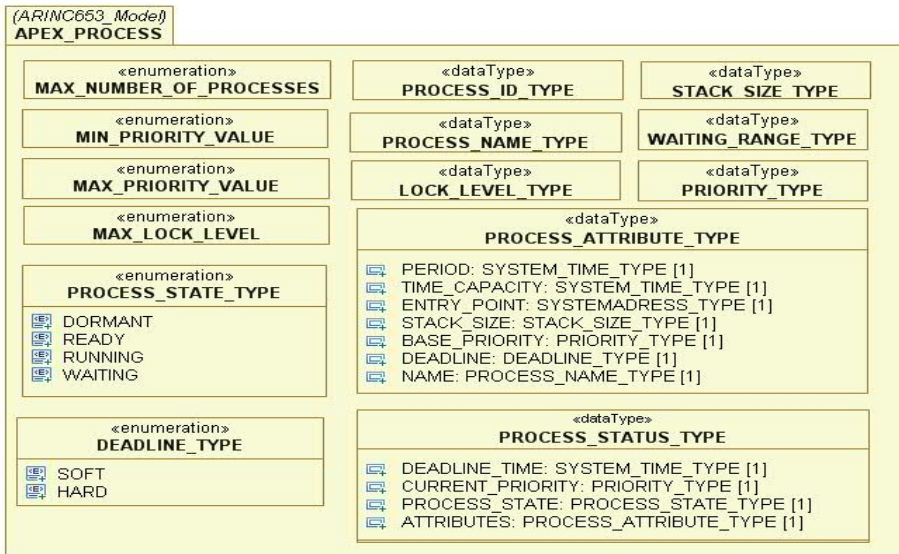 (ARINC653_Model)
APEX_PROCESS
«enumeration»
MAX_NUMBER_OF_PROCESSES
«enumeration»
MIN_PRIORITY_VALUE
«enumeration»
MAX_PRIORITY_VALUE
«enumeration»
MAX_LOCK_LEVEL
«enumeration»
PROCESS_STATE_TYPE
DORMANT
READY
RUNNING
WAITING
«enumeration»
DEADLINE_TYPE
SOFT
HARD
«dataType»
PROCESS_ID_TYPE
«dataType»
PROCESS_NAME_TYPE
«dataType»
LOCK_LEVEL_TYPE
«dataType»
STACK_SIZE_TYPE
«dataType»
WAITING_RANGE_TYPE
«dataType»
PRIORITY_TYPE
«dataType»
PROCESS_ATTRIBUTE_TYPE
PERIOD: SYSTEM_TIME_TYPE [1]
TIME_CAPACITY: SYSTEM_TIME_TYPE [1]
ENTRY_POINT: SYSTEMADRESS_TYPE [1]
STACK_SIZE: STACK_SIZE_TYPE [1]
BASE_PRIORITY: PRIORITY_TYPE [1]
DEADLINE: DEADLINE_TYPE [1]
NAME: PROCESS_NAME_TYPE [1]
«dataType»
PROCESS_STATUS_TYPE
DEADLINE_TIME: SYSTEM_TIME_TYPE [1]
CURRENT_PRIORITY: PRIORITY_TYPE [1]
PROCESS_STATE: PROCESS_STATE_TYPE [1]
ATTRIBUTES: PROCESS_ATTRIBUTE_TYPE [1]